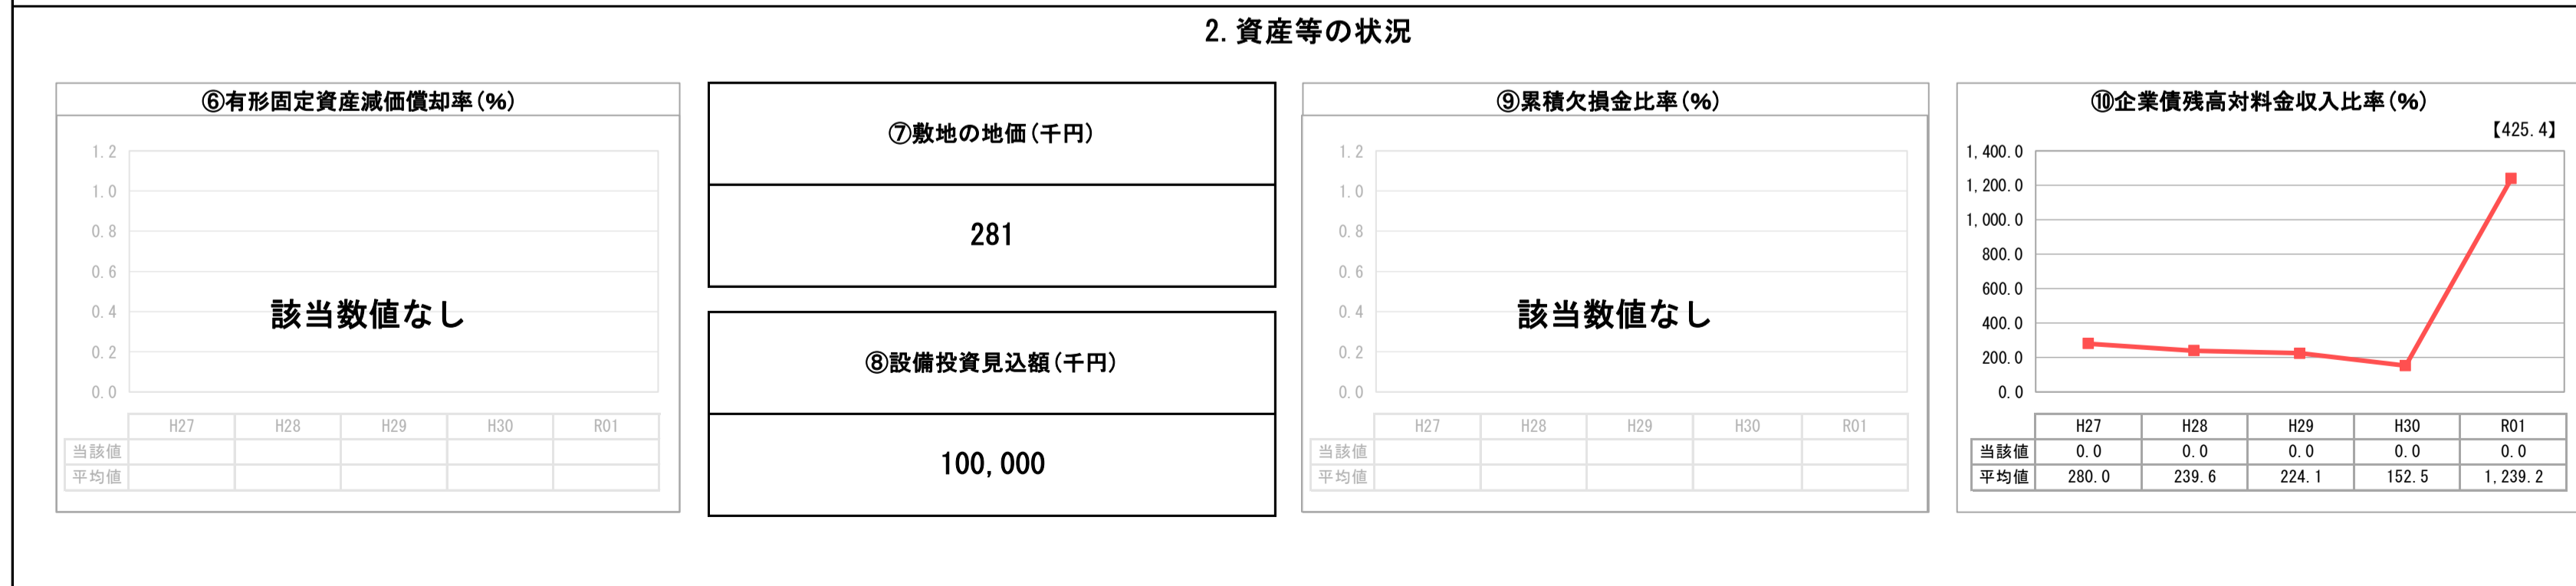 2.資産等の状況
⑥有形固定資産減価償却率(%)
1.2
1.0
0.8
0.6
0.4
0.2
0.0
該当数値なし
H27 H28 H29 H30 R01
当該値
平均値
⑦敷地の地価(千円)
281
⑧設備投資見込額(千円)
100,000
⑨累積欠損金比率(%)
1.2
1.0
0.8
0.6
0.4
0.2
0.0
該当数値なし
H27 H28 H29 H30 R01
当該値
平均値
⑩企業債残高対料金収入比率(%)
【425.4】
1,400.0
1,200.0
1,000.0
800.0
600.0
400.0
200.0
0.0
H27 H28 H29 H30 R01
当該値 0.0 0.0 0.0 0.0 0.0
平均値 280.0 239.6 224.1 152.5 1,239.2